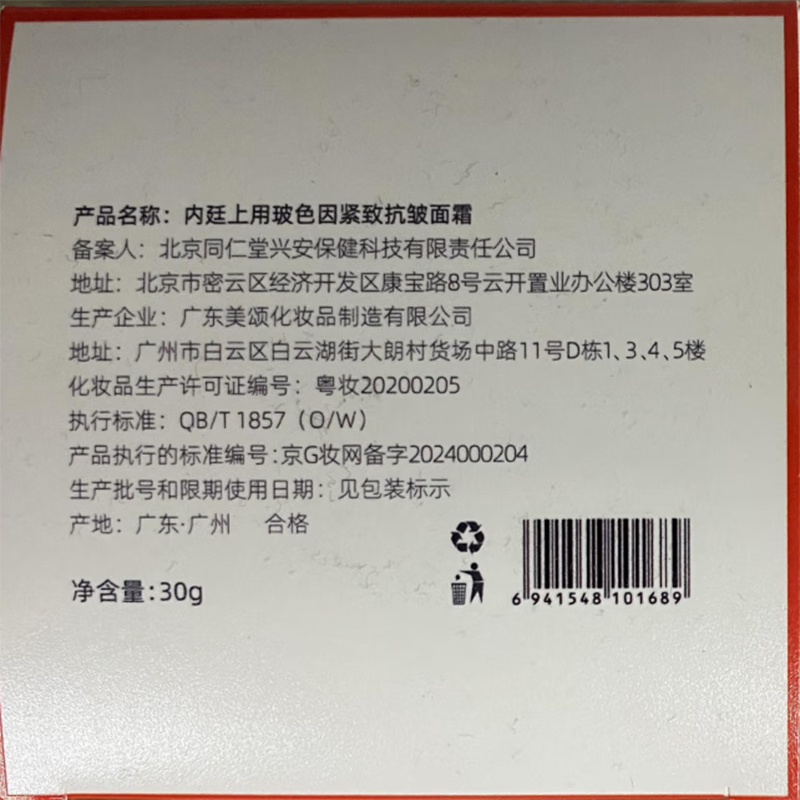 产品名称：内廷上用玻色因紧致抗皱面霜
备案人：北京同仁堂兴安保健科技有限责任公司
地址：北京市密云区经济开发区康宝路8号云开置业办公楼303室
生产企业：广东美颂化妆品制造有限公司
地址：广州市白云区白云湖街大朗村货场中路11号D栋1、3、4、5楼
化妆品生产许可证编号：粤妆20200205
执行标准：QB/T 1857（O/W）
产品执行的标准编号:京G妆网备字2024000204
生产批号和限期使用日期：见包装标示
产地：广东·广州 合格
净含量:30g
6 941548 101689